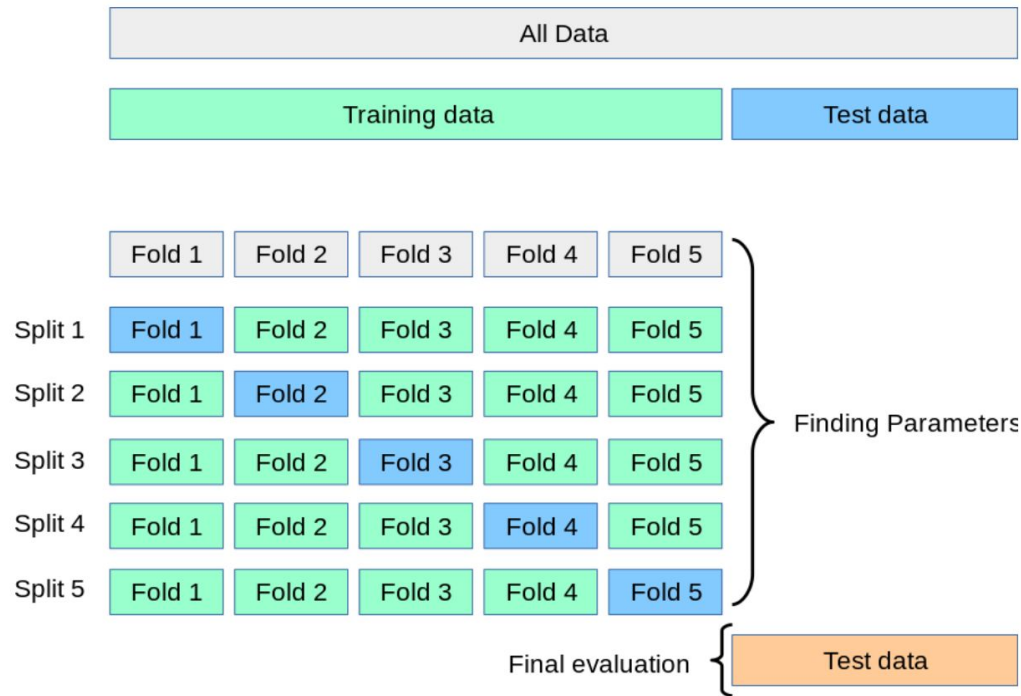 All Data
Training data Test data
Fold 1 Fold 2 Fold 3 Fold 4 Fold 5
Split 1 Fold 1 Fold 2 Fold 3 Fold 4 Fold 5
Split 2 Fold 1 Fold 2 Fold 3 Fold 4 Fold 5
Finding Parameters
Split 3 Fold 1 Fold 2 Fold 3 Fold 4 Fold 5
Split 4 Fold 1 Fold 2 Fold 3 Fold 4 Fold 5
Split 5 Fold 1 Fold 2 Fold 3 Fold 4 Fold 5
Final evaluation Test data